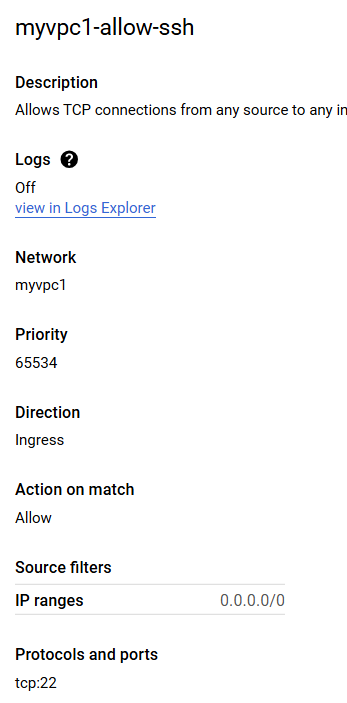 myvpc1-allow-ssh
Description
Allows TCP connections from any source to any in
Logs ?
Off
view in Logs Explorer
Network
myvpc1
Priority
65534
Direction
Ingress
Action on match
Allow
Source filters
IP ranges 0.0.0.0/0
Protocols and ports
tcp:22